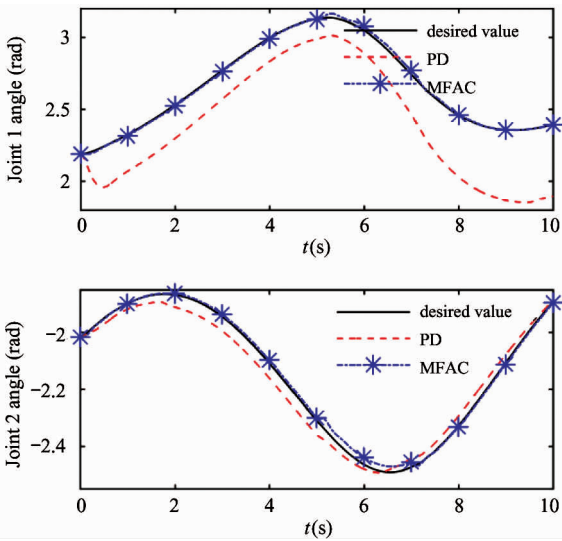 3
2.5
2
Joint 1 angle (rad)
desired value
PD
MFAC
0 2 4 6 8 10
t(s)
-2
-2.2
-2.4
Joint 2 angle (rad)
desired value
PD
MFAC
0 2 4 6 8 10
t(s)